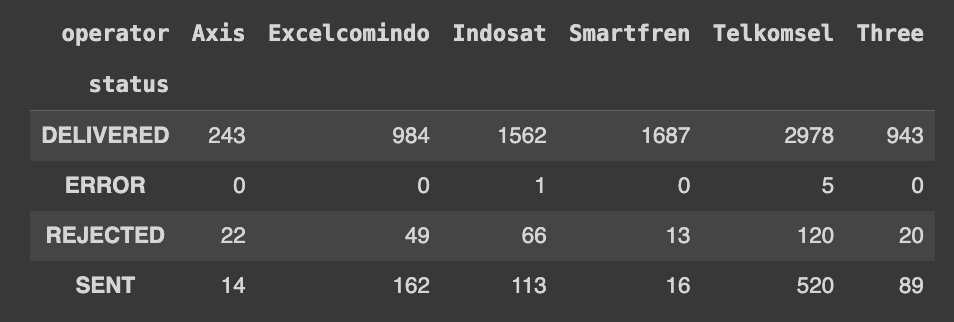 operator Axis Excelcomindo Indosat Smartfren Telkomsel Three
status
DELIVERED 243 984 1562 1687 2978 943
ERROR 0 0 1 0 5 0
REJECTED 22 49 66 13 120 20
SENT 14 162 113 16 520 89